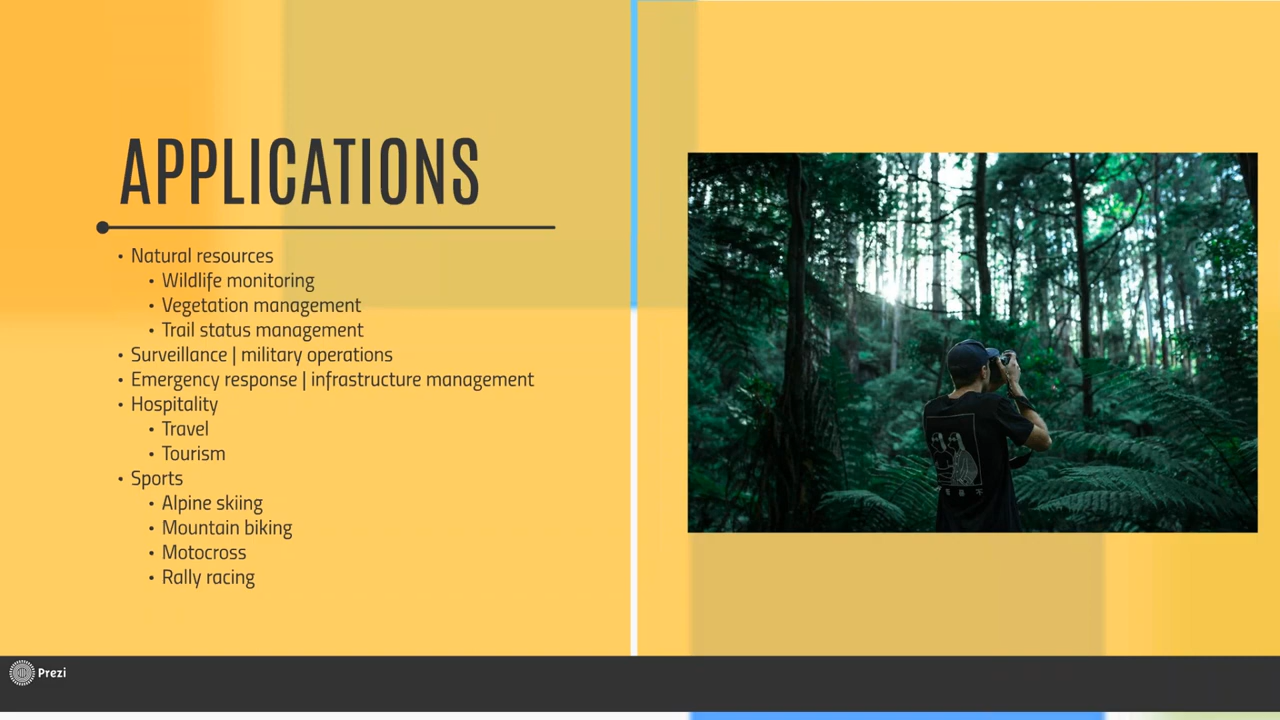 APPLICATIONS
• Natural resources
• Wildlife monitoring
• Vegetation management
• Trail status management
• Surveillance | military operations
• Emergency response | infrastructure management
• Hospitality
• Travel
• Tourism
• Sports
• Alpine skiing
• Mountain biking
• Motocross
• Rally racing
Prezi